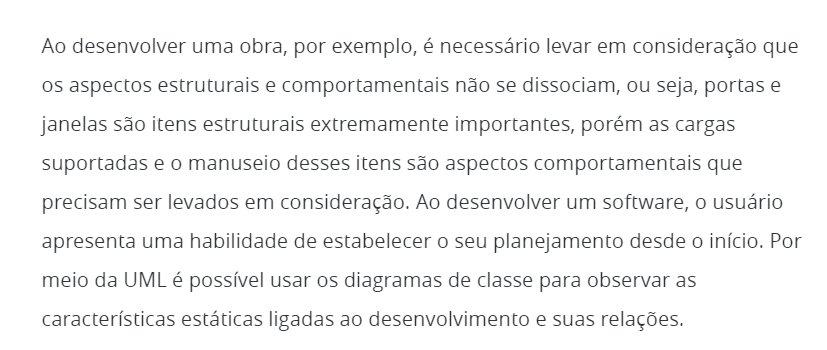 Ao desenvolver uma obra, por exemplo, é necessário levar em consideração que
os aspectos estruturais e comportamentais não se dissociam, ou seja, portas e
janelas são itens estruturais extremamente importantes, porém as cargas
suportadas e o manuseio desses itens são aspectos comportamentais que
precisam ser levados em consideração. Ao desenvolver um software, o usuário
apresenta uma habilidade de estabelecer o seu planejamento desde o início. Por
meio da UML é possível usar os diagramas de classe para observar as
características estáticas ligadas ao desenvolvimento e suas relações.